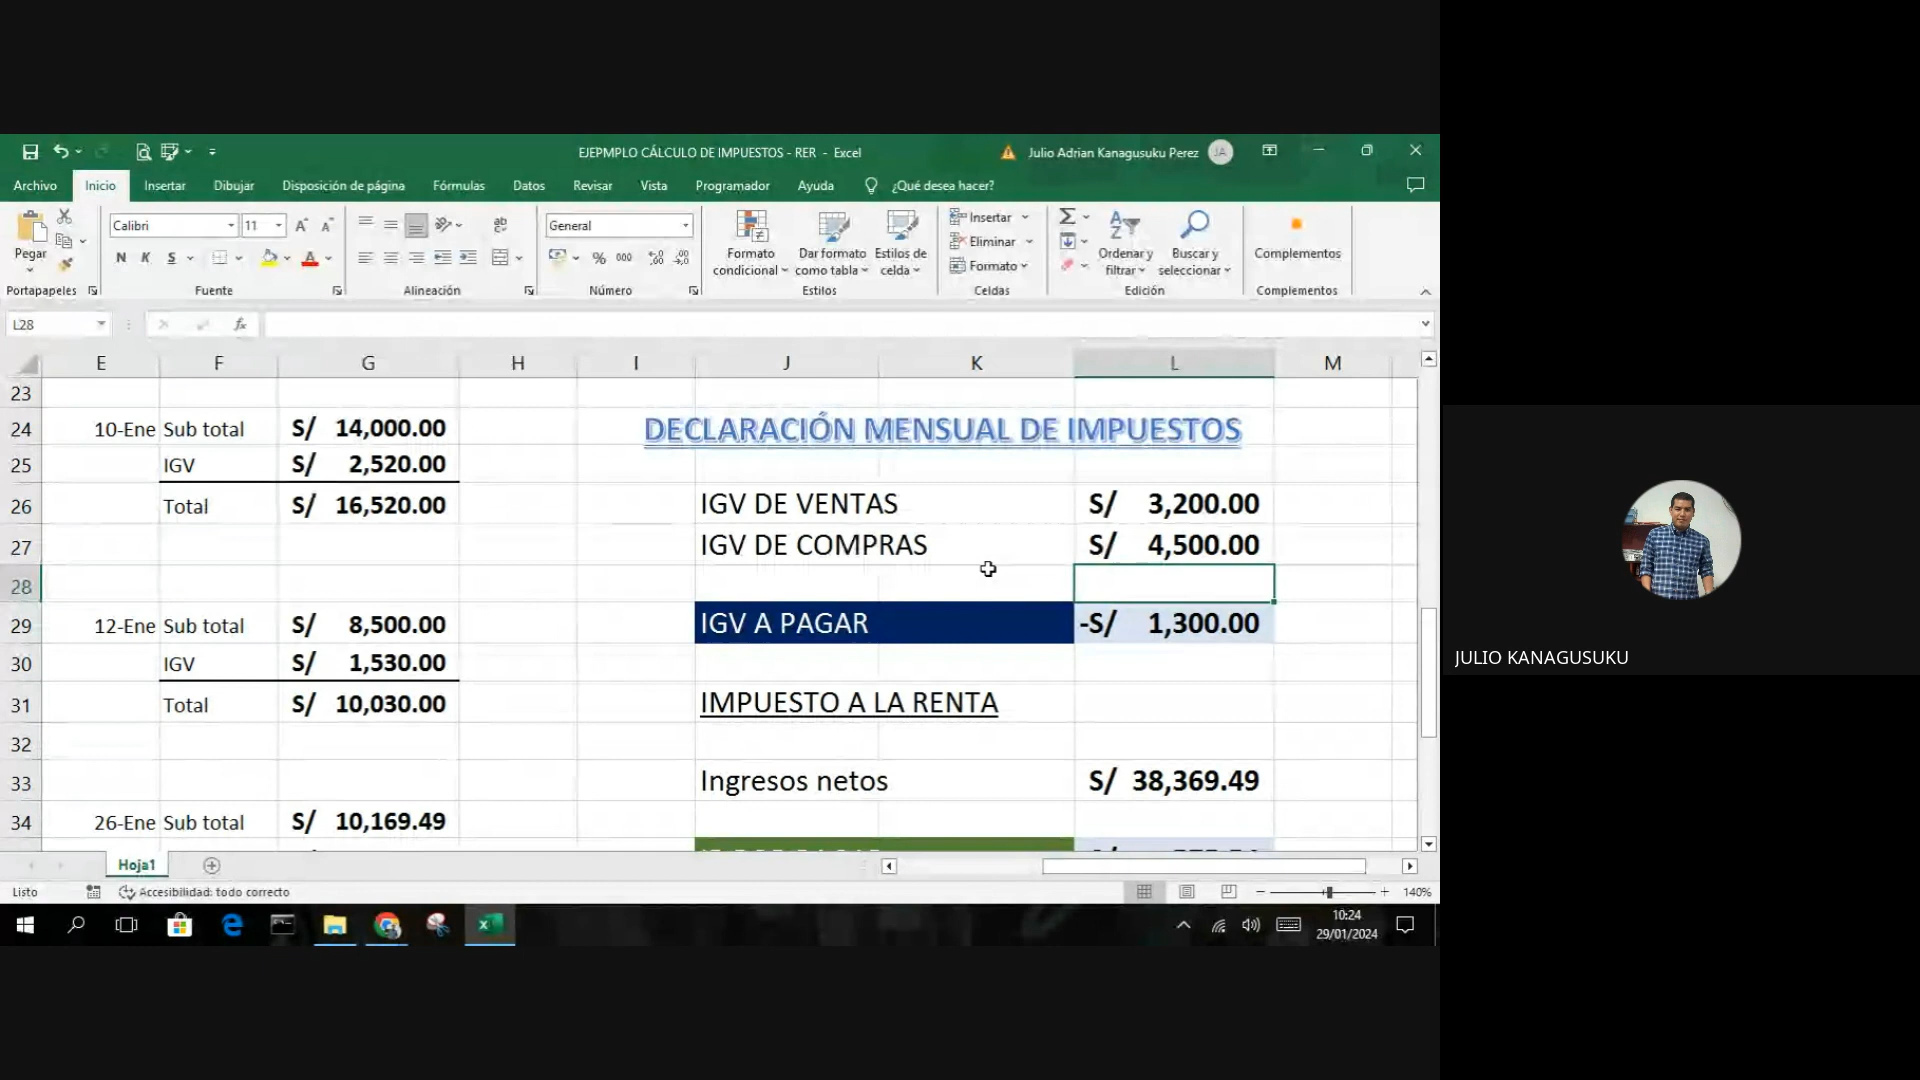 EJEPMPLO CÁLCULO DE IMPUESTOS - RER - Excel
Julio Adrian Kanagusuku Perez
JA
Archivo Inicio Insertar Dibujar Disposición de página Fórmulas Datos Revisar Vista Programador Ayuda ¿Qué desea hacer?
Pegar
Calibri 11
N K S
General
% 000
Formato condicional
Dar formato como tabla
Estilos de celda
Insertar
Eliminar
Formato
Ordenar y filtrar
Buscar y seleccionar
Complementos
Portapapeles Fuente Alineación Número Estilos Celdas Edición Complementos
L28 fx
E F G H I J K L M
23
24 10-Ene Sub total S/ 14,000.00 DECLARACIÓN MENSUAL DE IMPUESTOS
25 IGV S/ 2,520.00
26 Total S/ 16,520.00 IGV DE VENTAS S/ 3,200.00
27 IGV DE COMPRAS S/ 4,500.00
28
29 12-Ene Sub total S/ 8,500.00 IGV A PAGAR -S/ 1,300.00
30 IGV S/ 1,530.00
31 Total S/ 10,030.00 IMPUESTO A LA RENTA
32
33 Ingresos netos S/ 38,369.49
34 26-Ene Sub total S/ 10,169.49
Hoja1
Listo Accesibilidad: todo correcto 140%
10:24
29/01/2024
JULIO KANAGUSUKU